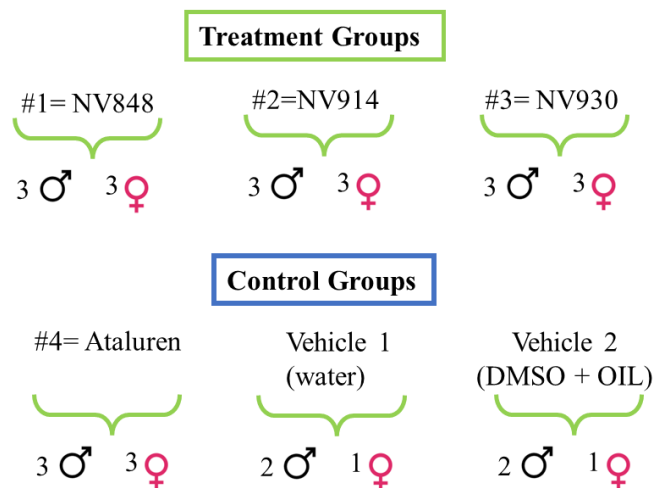 Treatment Groups
#1= NV848 #2=NV914 #3= NV930
3 ♂ 3 ♀ 3 ♂ 3 ♀ 3 ♂ 3 ♀
Control Groups
#4= Ataluren Vehicle 1 Vehicle 2
(water) (DMSO + OIL)
3 ♂ 3 ♀ 2 ♂ 1 ♀ 2 ♂ 1 ♀